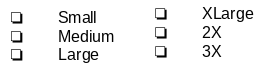 ❏ Small
❏ Medium
❏ Large
❏ XLarge
❏ 2X
❏ 3X